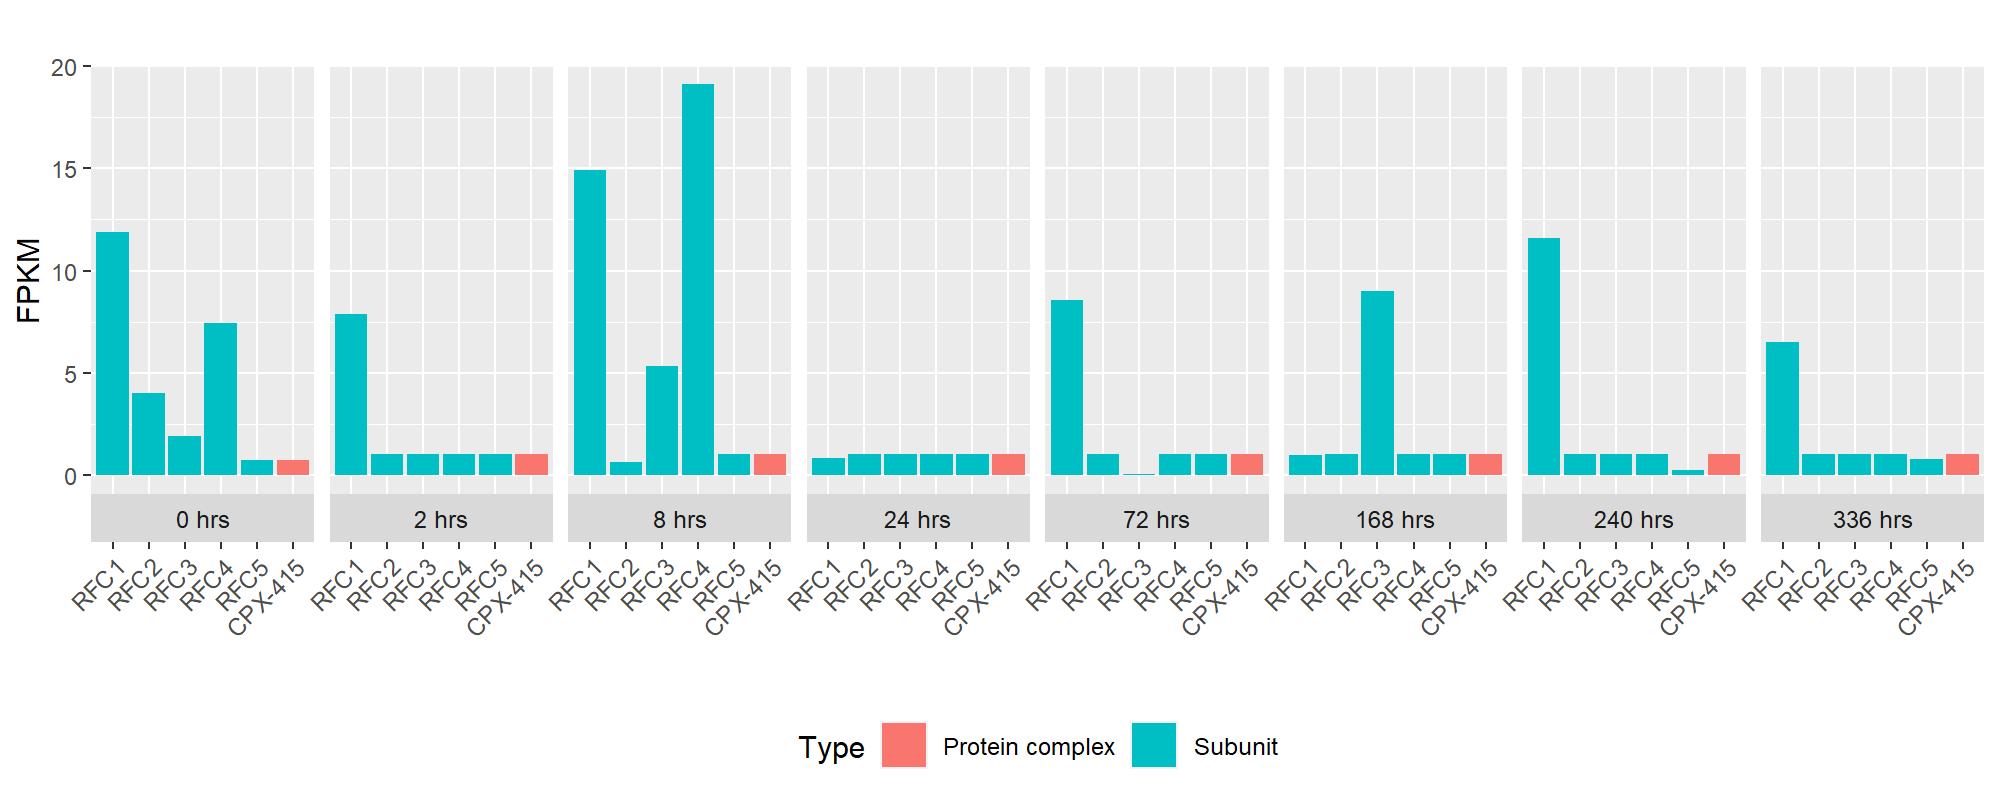 FPKM
20
15
10
5
0
0 hrs 2 hrs 8 hrs 24 hrs 72 hrs 168 hrs 240 hrs 336 hrs
RFC1 RFC2 RFC3 RFC4 RFC5 CPX-415 RFC1 RFC2 RFC3 RFC4 RFC5 CPX-415 RFC1 RFC2 RFC3 RFC4 RFC5 CPX-415 RFC1 RFC2 RFC3 RFC4 RFC5 CPX-415 RFC1 RFC2 RFC3 RFC4 RFC5 CPX-415 RFC1 RFC2 RFC3 RFC4 RFC5 CPX-415 RFC1 RFC2 RFC3 RFC4 RFC5 CPX-415 RFC1 RFC2 RFC3 RFC4 RFC5 CPX-415
Type Protein complex Subunit